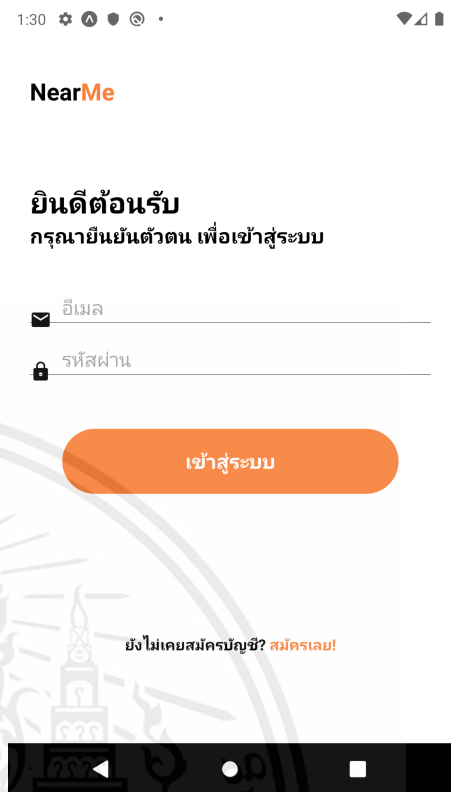 1:30
NearMe
ยินดีต้อนรับ
กรุณายืนยันตัวตน เพื่อเข้าสู่ระบบ
อีเมล
รหัสผ่าน
เข้าสู่ระบบ
ยังไม่เคยสมัครบัญชี? สมัครเลย!